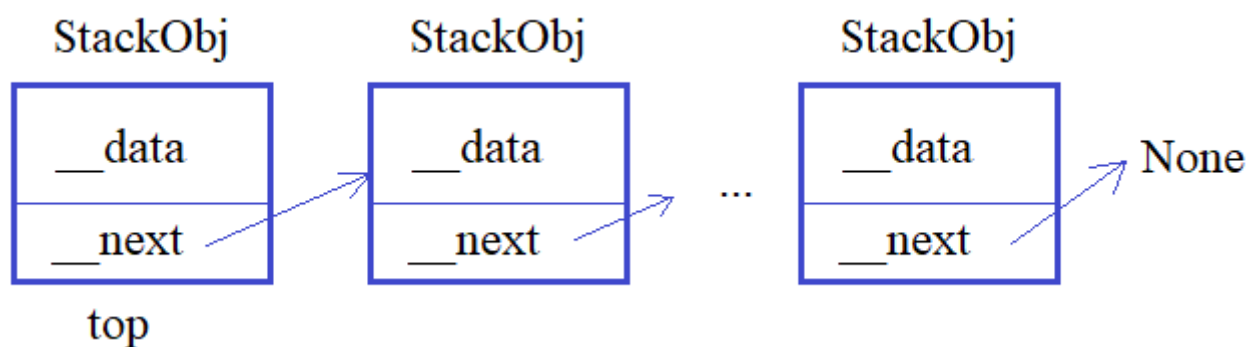 StackObj StackObj StackObj
__data __data ... __data None
__next __next __next
top